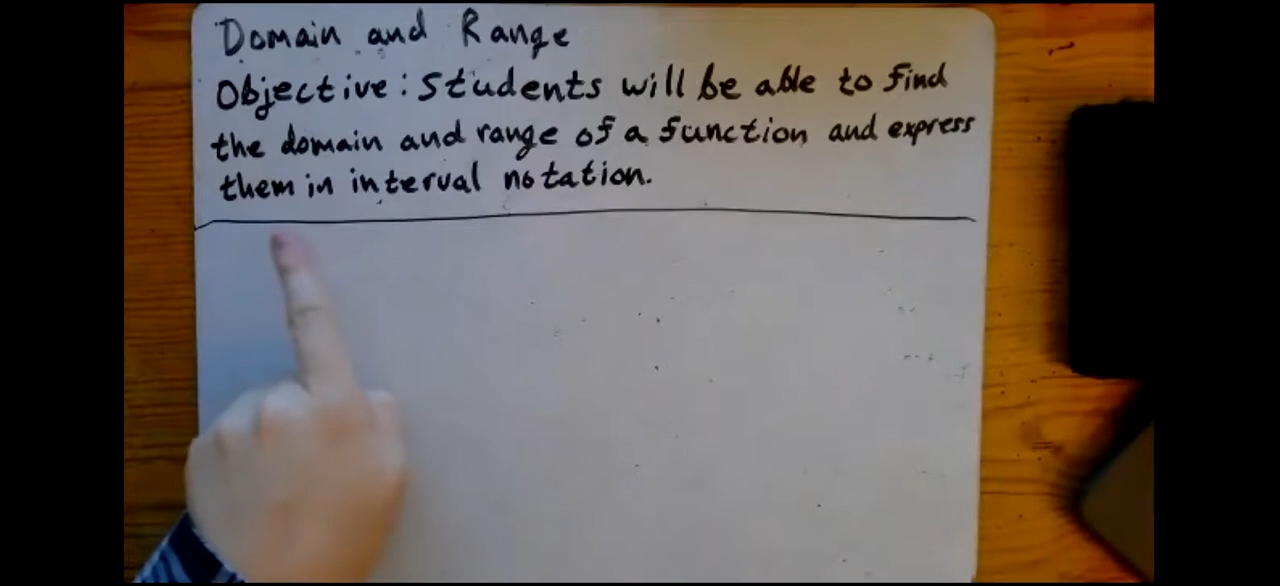 Domain and Range
Objective: Students will be able to find
the domain and range of a function and express
them in interval notation.